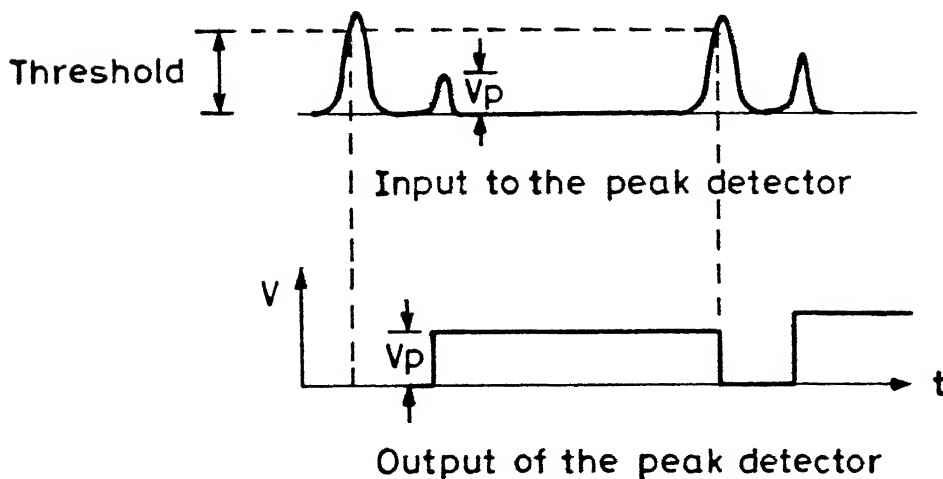 Threshold
Vp
Input to the peak detector
V
Vp
t
Output of the peak detector